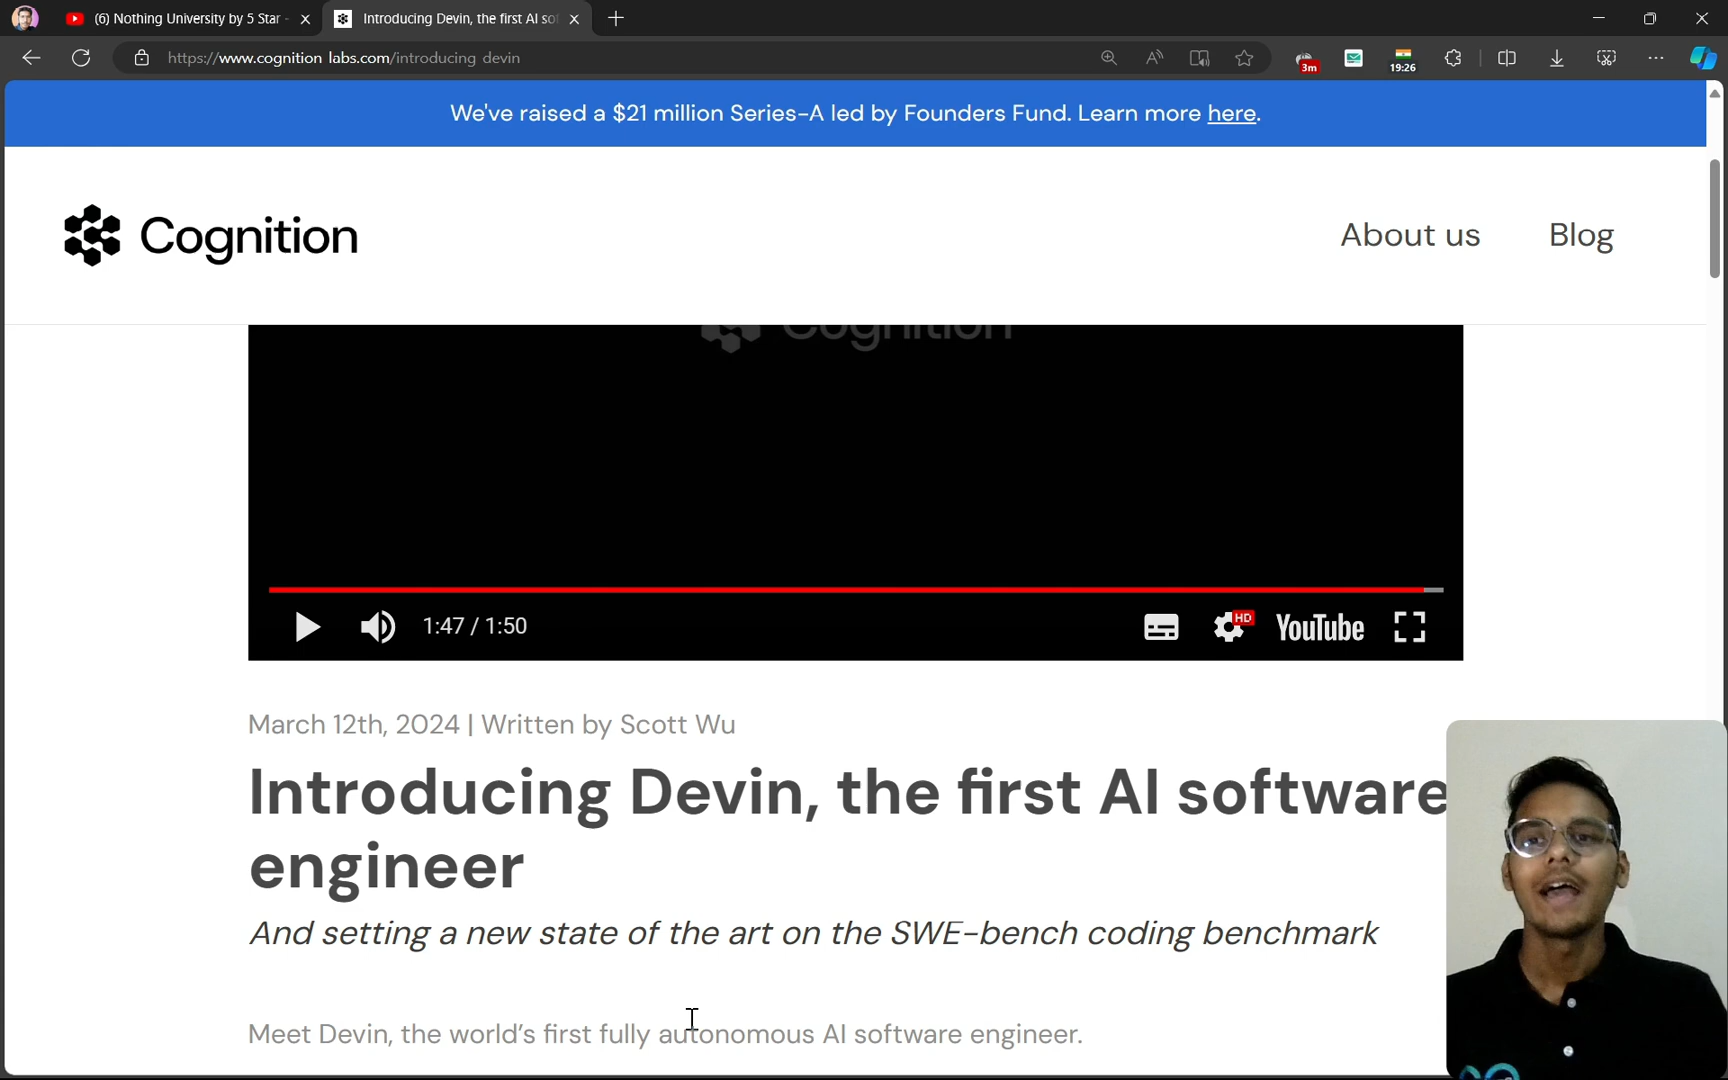 (6) Nothing University by 5 Star -
Introducing Devin, the first AI so
https://www.cognition labs.com/introducing devin
3m
19:26
We've raised a $21 million Series-A led by Founders Fund. Learn more here.
Cognition
About us
Blog
Cognition
1:47 / 1:50
HD
YouTube
March 12th, 2024 | Written by Scott Wu
Introducing Devin, the first AI software
engineer
And setting a new state of the art on the SWE-bench coding benchmark
Meet Devin, the world's first fully autonomous AI software engineer.